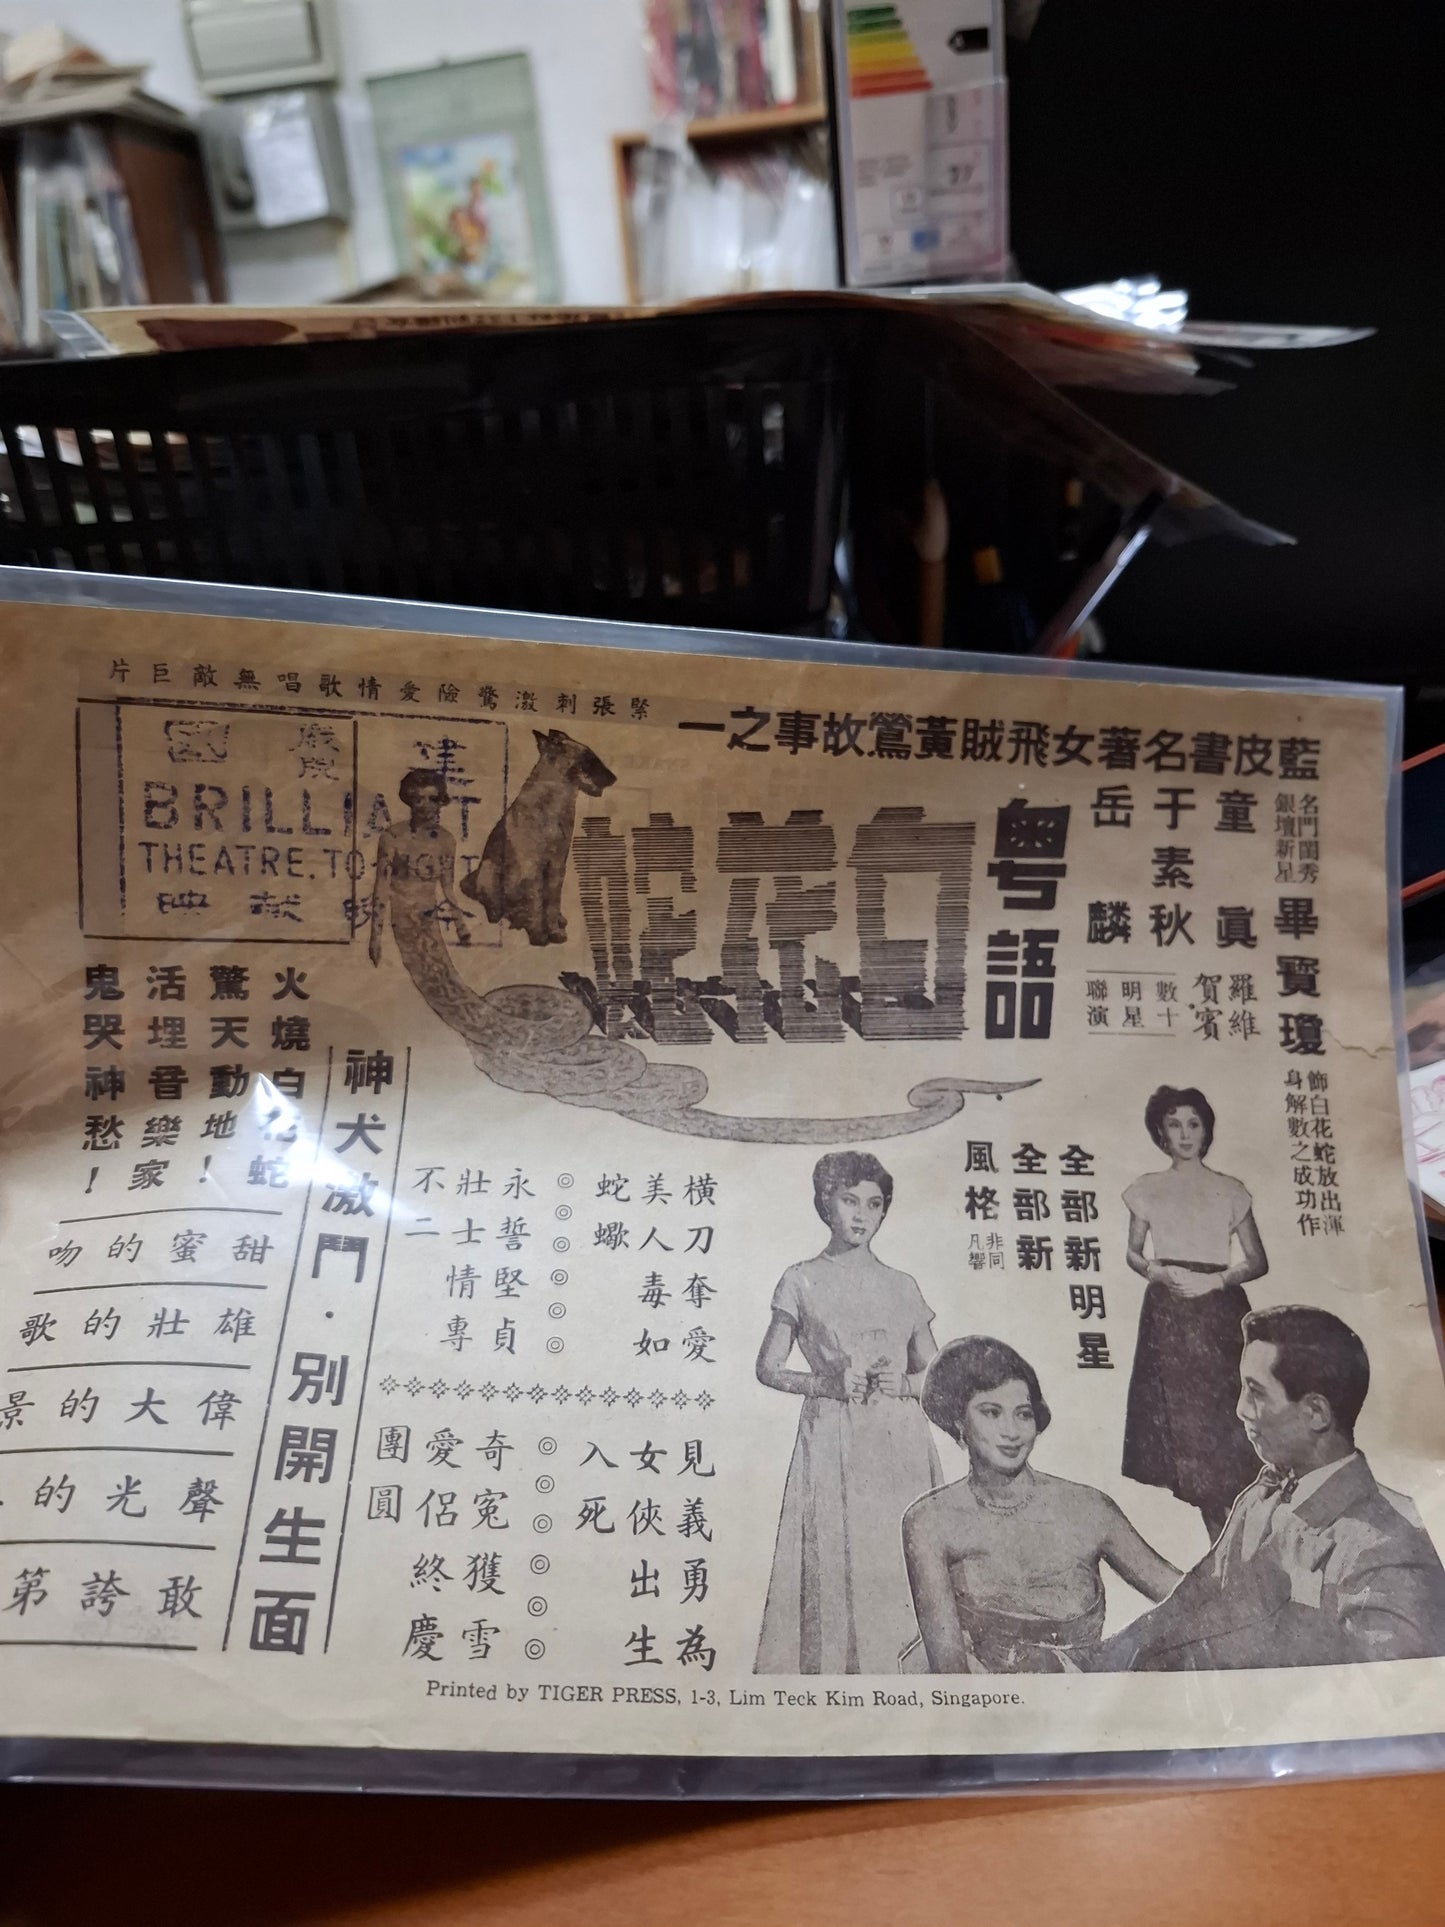 緊張刺激驚險愛情歌唱無敵巨片
藍皮書名著女飛賊黃鶯故事之一
名門閨秀
銀壇新星
畢寶瓊
飾白花蛇放出渾
身解數之成功作
童真
于素秋
岳麟
羅維
賀賓
數十
明星
聯演
粵語
白花蛇
BRILLIANT
THEATRE. TO-NIGHT
今晚献映
全部新明星
全部新
風格
非同
凡響
橫刀奪愛
美人毒如
蛇蠍
永誓堅貞
壯士情專
不二
見義勇為
女俠出生
入死
奇冤獲雪
愛侶終慶
團圓
神犬激鬥·別開生面
火燒白花蛇
驚天動地！
活埋音樂家
鬼哭神愁！
甜蜜的吻
雄壯的歌
偉大的景
聲光的
敢誇第
Printed by TIGER PRESS, 1-3, Lim Teck Kim Road, Singapore.